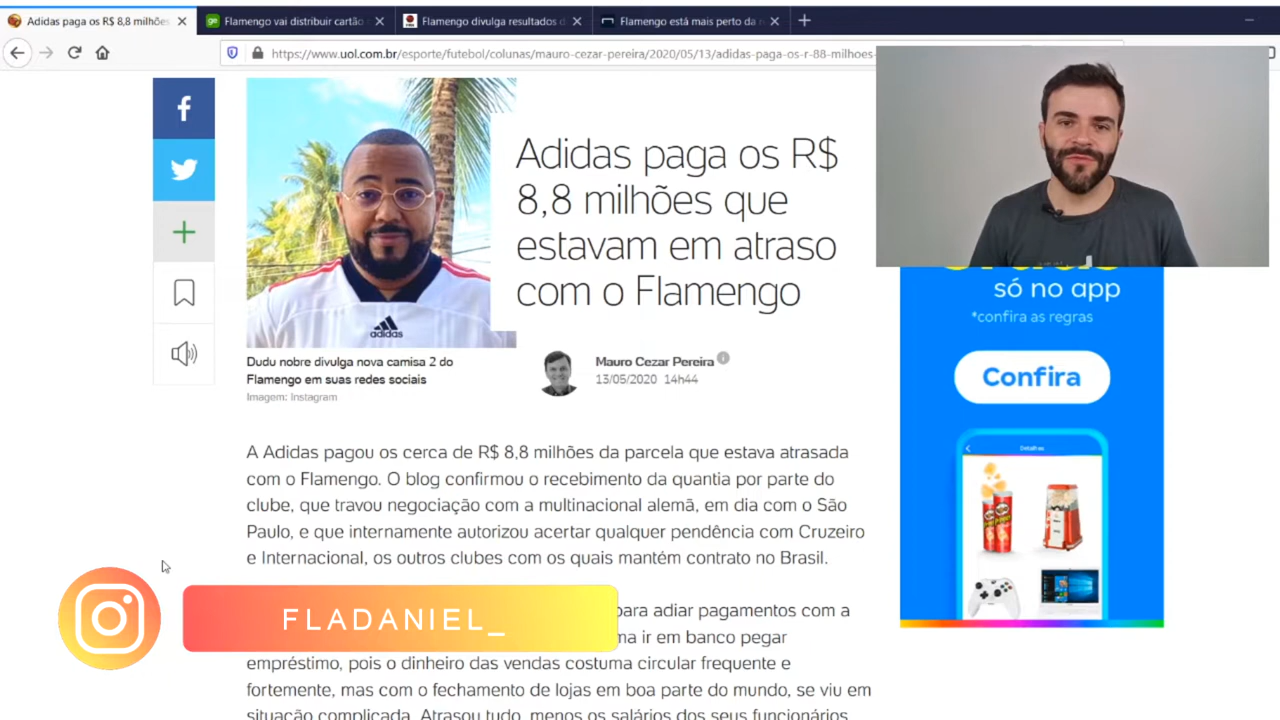 Adidas paga os R$ 8,8 milhões
Flamengo vai distribuir cartão
Flamengo divulga resultados d
Flamengo está mais perto da r
https://www.uol.com.br/esporte/futebol/colunas/mauro-cezar-pereira/2020/05/13/adidas-paga-os-r-88-milhoes-
Adidas paga os R$
8,8 milhões que
estavam em atraso
com o Flamengo
adidas
Dudu nobre divulga nova camisa 2 do
Flamengo em suas redes sociais
Imagem: Instagram
Mauro Cezar Pereira
13/05/2020 14h44
só no app
*confira as regras
Confira
Detalhes
A Adidas pagou os cerca de R$ 8,8 milhões da parcela que estava atrasada
com o Flamengo. O blog confirmou o recebimento da quantia por parte do
clube, que travou negociação com a multinacional alemã, em dia com o São
Paulo, e que internamente autorizou acertar qualquer pendência com Cruzeiro
e Internacional, os outros clubes com os quais mantém contrato no Brasil.
para adiar pagamentos com a
ma ir em banco pegar
empréstimo, pois o dinheiro das vendas costuma circular frequente e
fortemente, mas com o fechamento de lojas em boa parte do mundo, se viu em
situação complicada. Atrasou tudo, menos os salários dos seus funcionários
FLADANIEL_